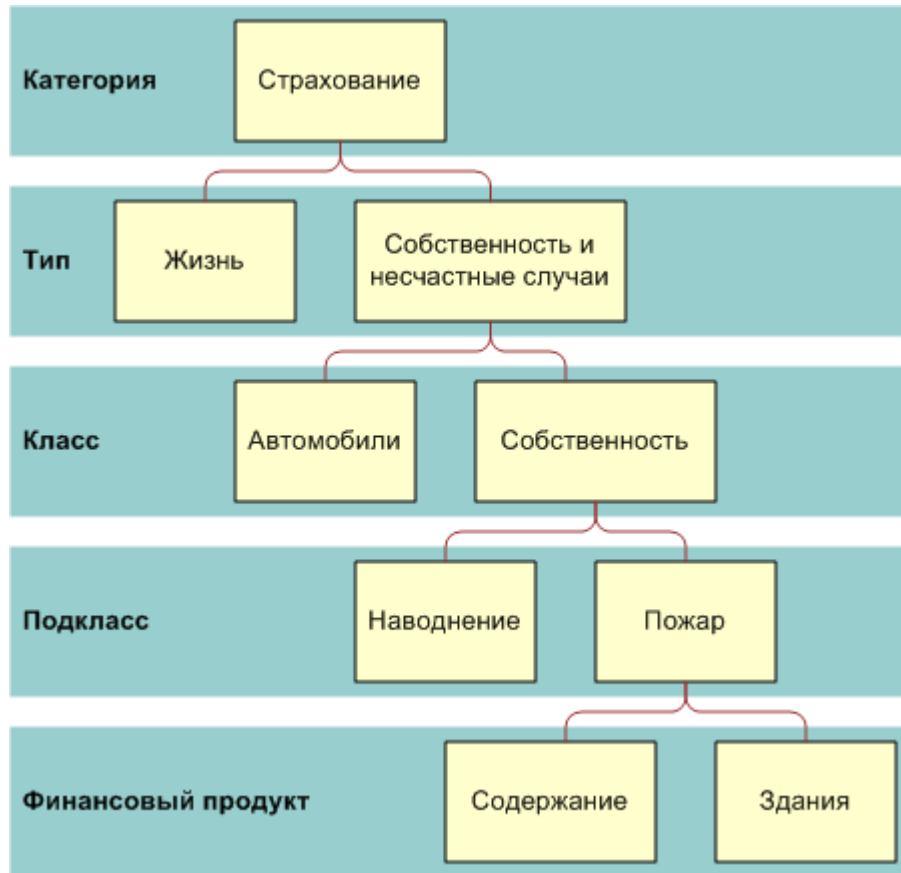 Категория
Страхование
Тип
Жизнь
Собственность и
несчастные случаи
Класс
Автомобили
Собственность
Подкласс
Наводнение
Пожар
Финансовый продукт
Содержание
Здания